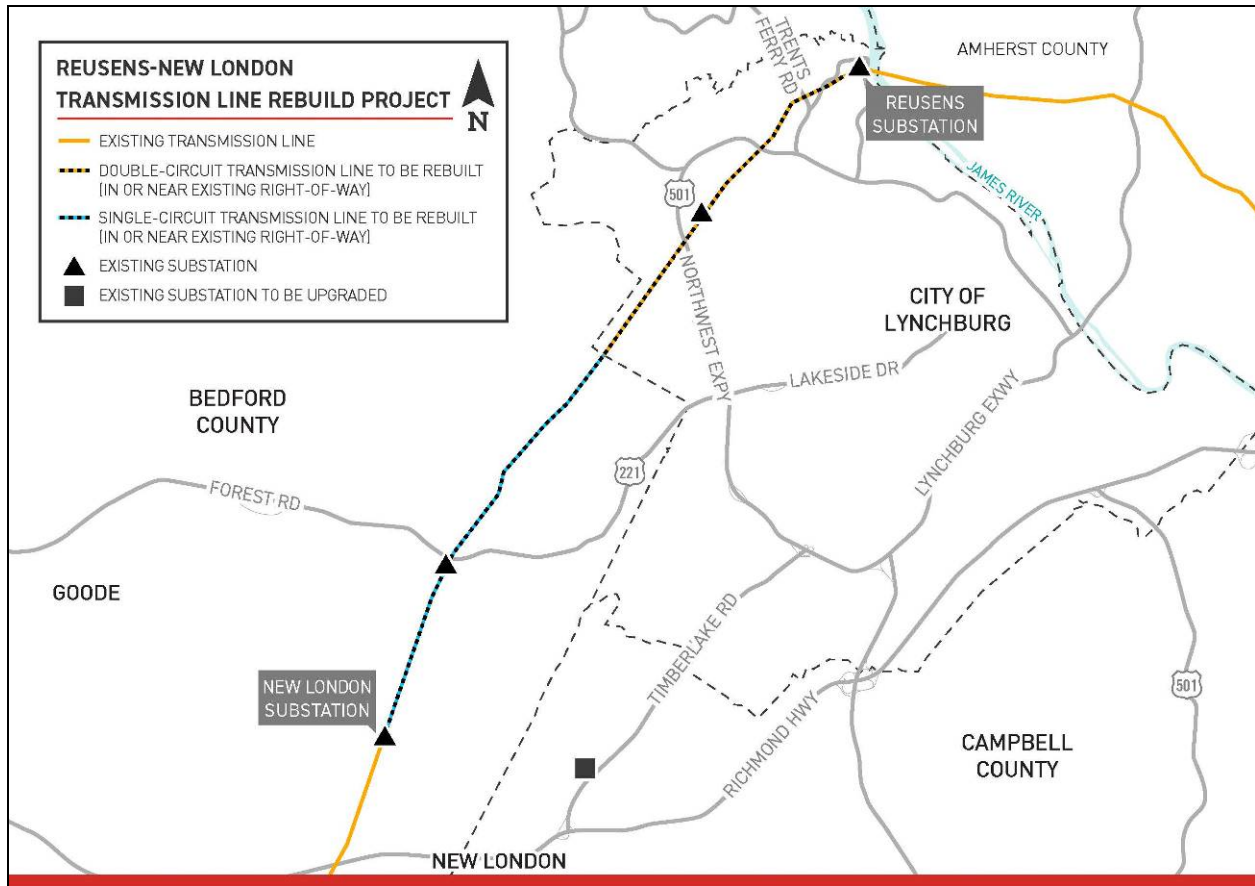 REUSENS-NEW LONDON
TRANSMISSION LINE REBUILD PROJECT
N
EXISTING TRANSMISSION LINE
DOUBLE-CIRCUIT TRANSMISSION LINE TO BE REBUILT
[IN OR NEAR EXISTING RIGHT-OF-WAY]
SINGLE-CIRCUIT TRANSMISSION LINE TO BE REBUILT
[IN OR NEAR EXISTING RIGHT-OF-WAY]
EXISTING SUBSTATION
EXISTING SUBSTATION TO BE UPGRADED
TRENTS
FERRY RD
AMHERST COUNTY
REUSENS
SUBSTATION
JAMES RIVER
501
NORTHWEST EXPY
CITY OF
LYNCHBURG
LAKESIDE DR
BEDFORD
COUNTY
LYNCHBURG EXWY
221
FOREST RD
GOODE
TIMBERLAKE RD
NEW LONDON
SUBSTATION
501
RICHMOND HWY
CAMPBELL
COUNTY
NEW LONDON